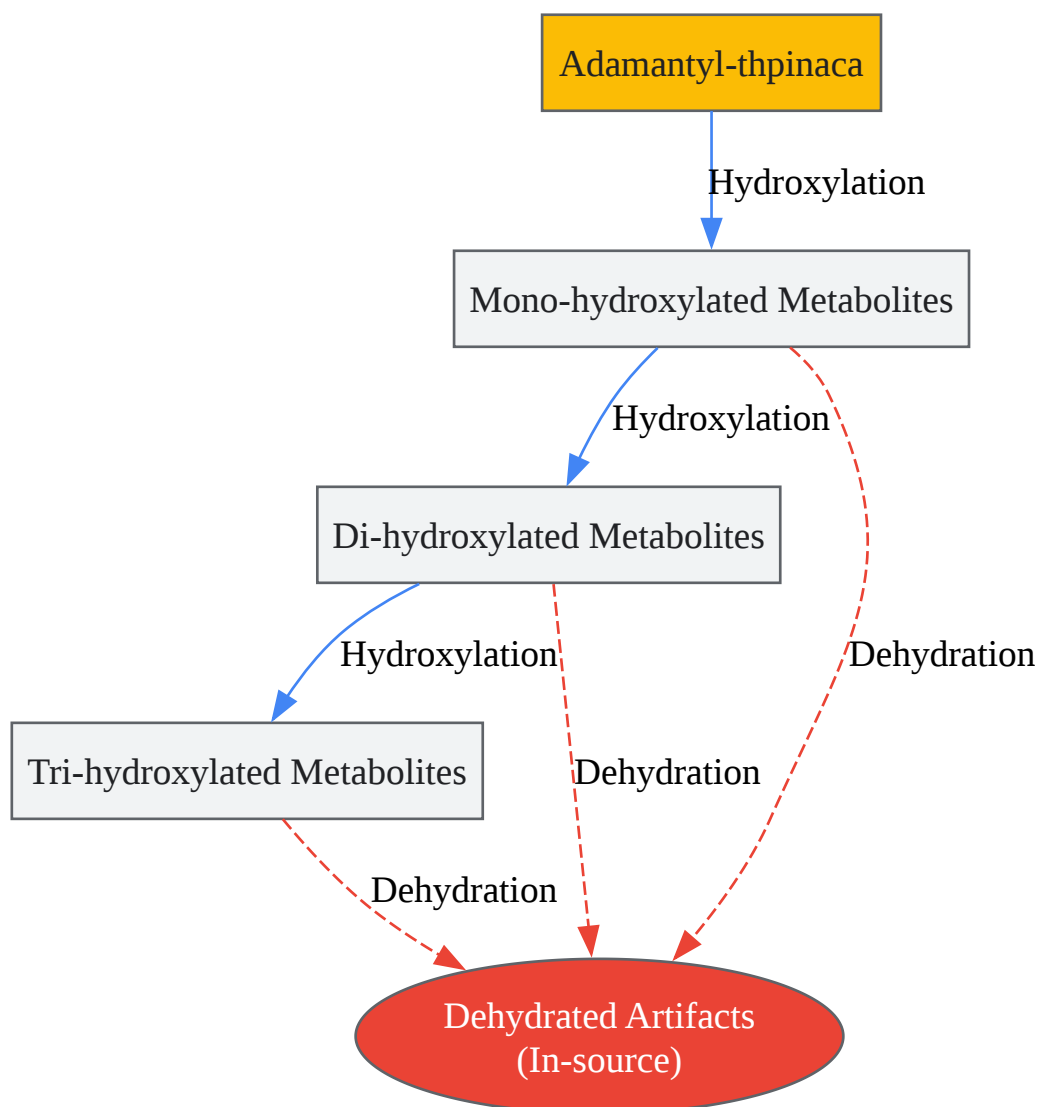 Adamantyl-thpinaca
Hydroxylation
Mono-hydroxylated Metabolites
Hydroxylation
Di-hydroxylated Metabolites
Hydroxylation
Dehydration
Tri-hydroxylated Metabolites
Dehydration
Dehydration
Dehydrated Artifacts
(In-source)